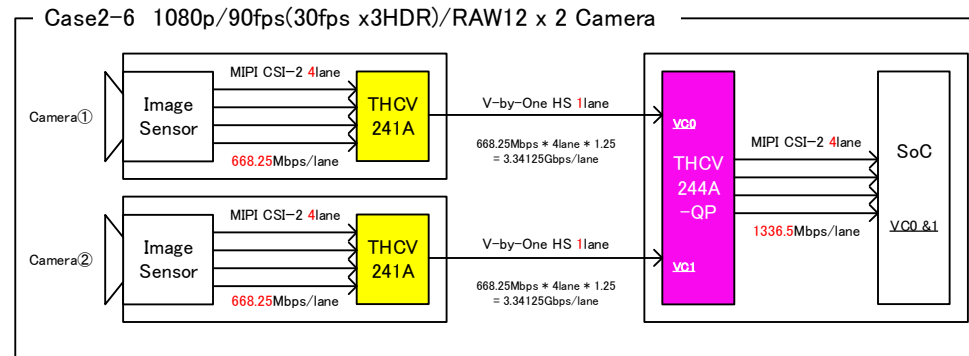 Case2-6 1080p/90fps(30fps x3HDR)/RAW12 x 2 Camera
Camera①
Image
Sensor
MIPI CSI-2 4lane
668.25Mbps/lane
THCV
241A
V-by-One HS 1lane
668.25Mbps * 4lane * 1.25
= 3.34125Gbps/lane
Camera②
Image
Sensor
MIPI CSI-2 4lane
668.25Mbps/lane
THCV
241A
V-by-One HS 1lane
668.25Mbps * 4lane * 1.25
= 3.34125Gbps/lane
VC0
THCV
244A
-QP
VC1
MIPI CSI-2 4lane
1336.5Mbps/lane
SoC
VC0 &1